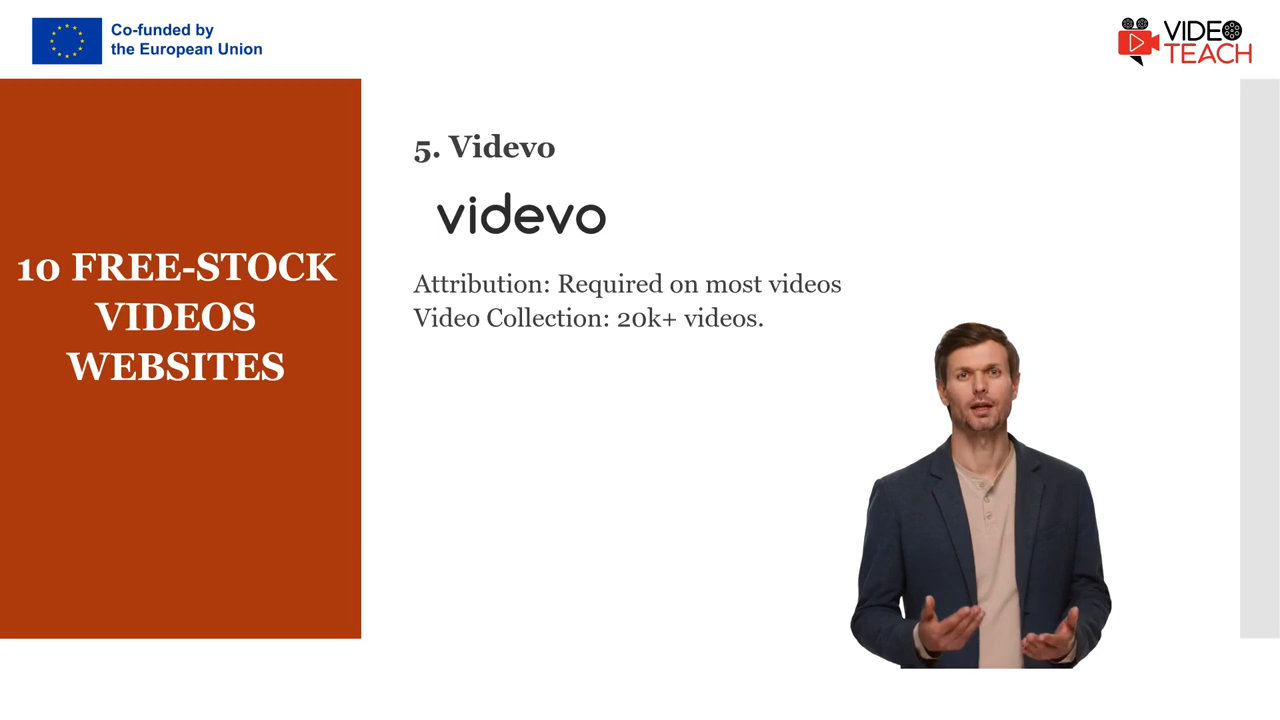 Co-funded by
the European Union
VIDEO
TEACH
10 FREE-STOCK
VIDEOS
WEBSITES
5. Videvo
videvo
Attribution: Required on most videos
Video Collection: 20k+ videos.